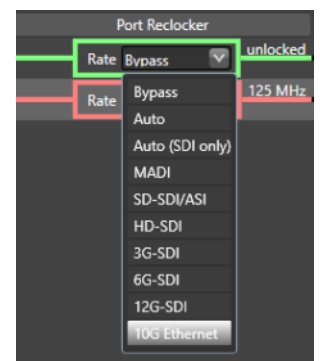 Port Reclocker
Rate Bypass unlocked
Rate 125 MHz
Bypass
Auto
Auto (SDI only)
MADI
SD-SDI/ASI
HD-SDI
3G-SDI
6G-SDI
12G-SDI
10G Ethernet